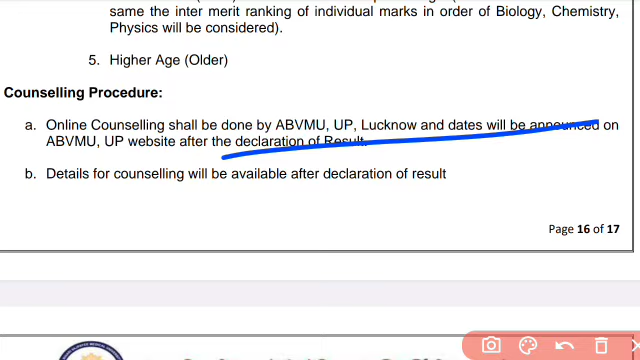 same the inter merit ranking of individual marks in order of Biology, Chemistry,
Physics will be considered).
5. Higher Age (Older)
Counselling Procedure:
a. Online Counselling shall be done by ABVMU, UP, Lucknow and dates will be announced on
ABVMU, UP website after the declaration of Result.
b. Details for counselling will be available after declaration of result
Page 16 of 17